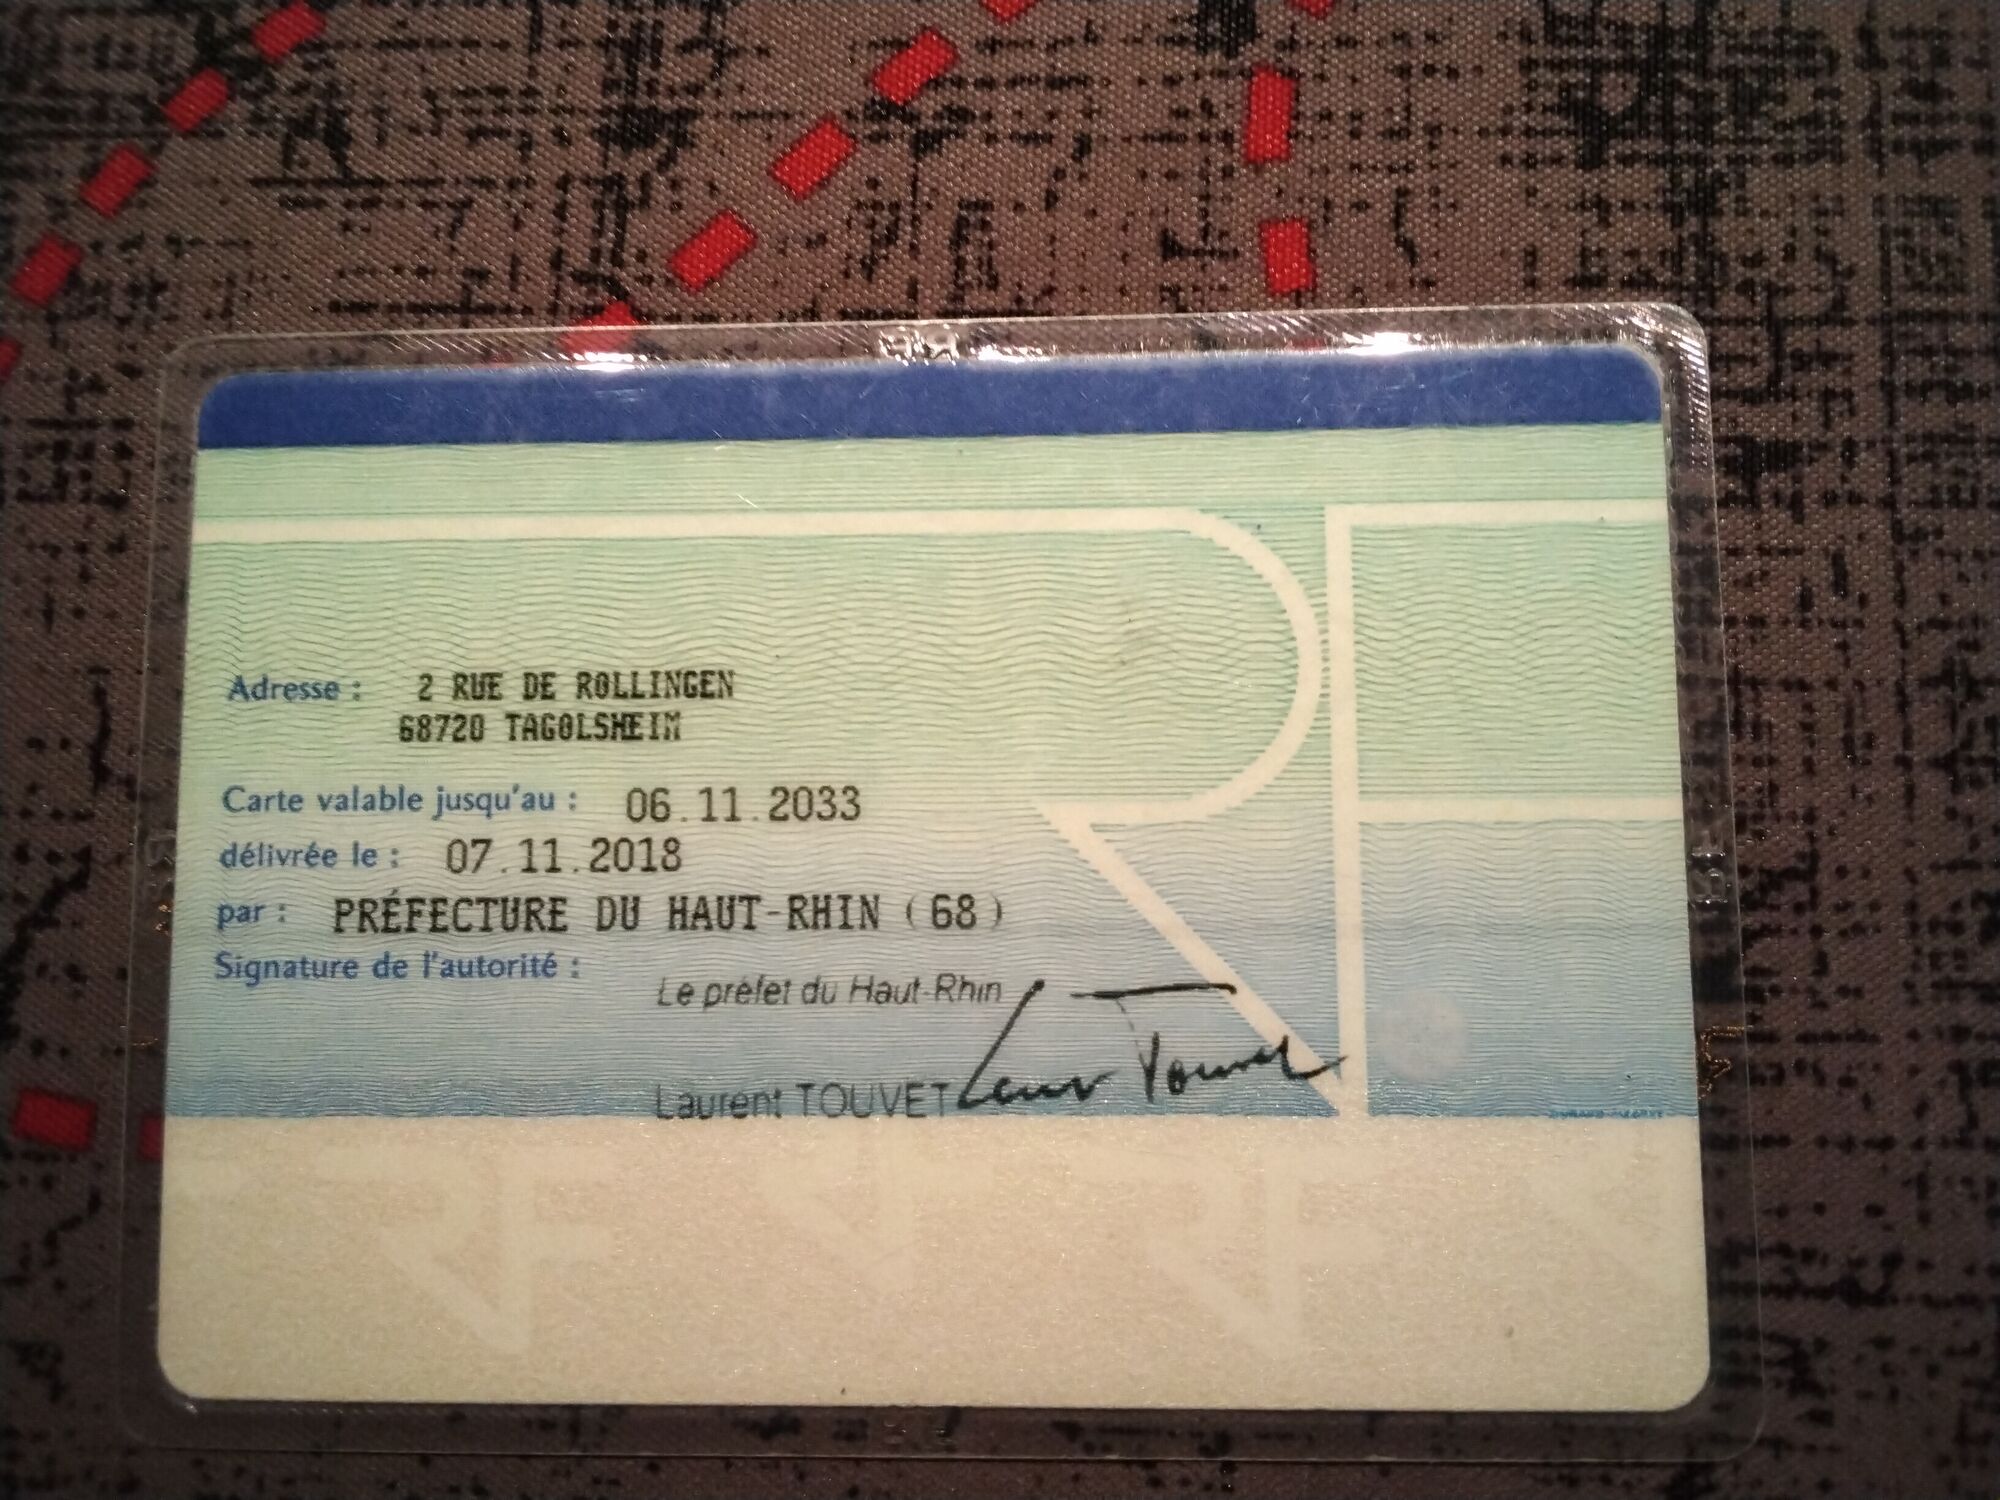 Adresse : 2 RUE DE ROLLINGEN
68720 TAGOLSHEIM
Carte valable jusqu'au : 06.11.2033
délivrée le : 07.11.2018
par : PRÉFECTURE DU HAUT-RHIN (68)
Signature de l'autorité :
Le préfet du Haut-Rhin
Laurent TOUVET
RF